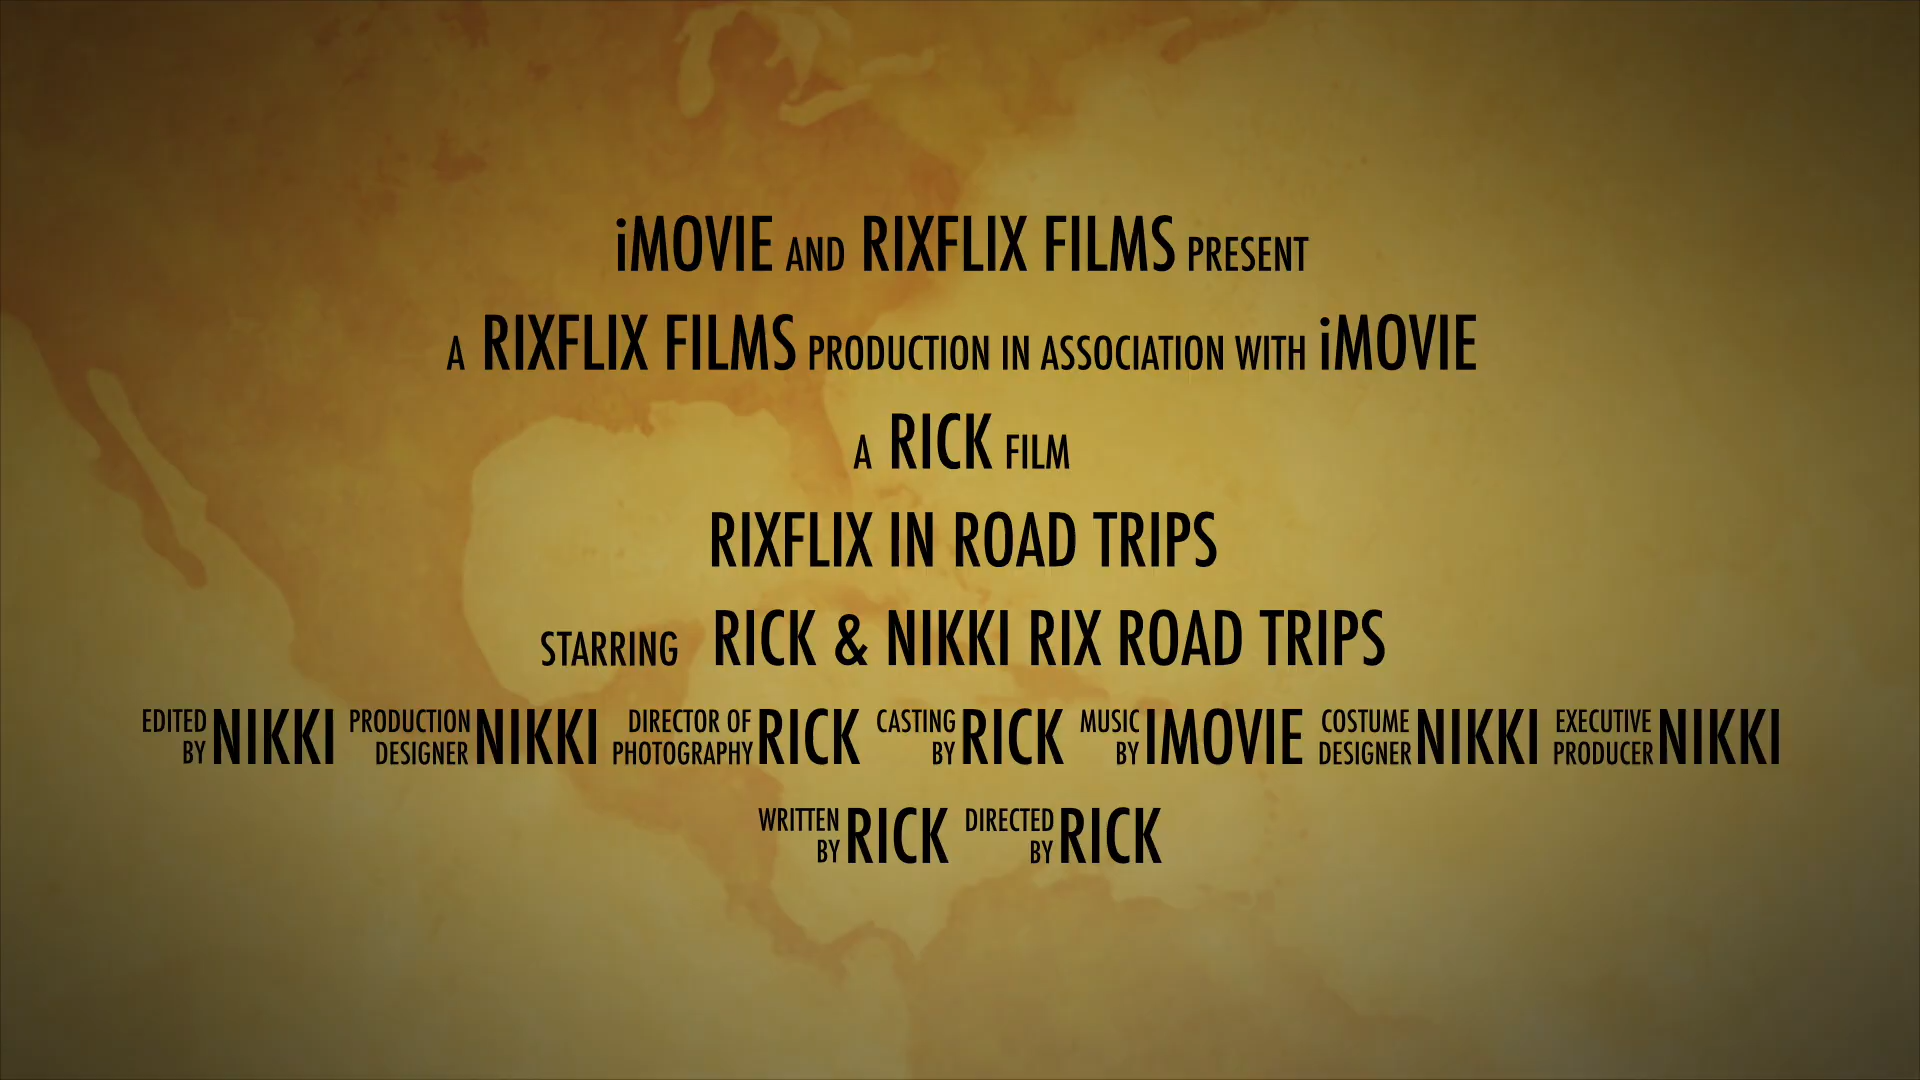 iMOVIE AND RIXFLIX FILMS PRESENT
A RIXFLIX FILMS PRODUCTION IN ASSOCIATION WITH iMOVIE
A RICK FILM
RIXFLIX IN ROAD TRIPS
STARRING RICK & NIKKI RIX ROAD TRIPS
EDITED BY NIKKI PRODUCTION DESIGNER NIKKI DIRECTOR OF PHOTOGRAPHY RICK CASTING BY RICK MUSIC BY IMOVIE COSTUME DESIGNER NIKKI EXECUTIVE PRODUCER NIKKI
WRITTEN BY RICK DIRECTED BY RICK